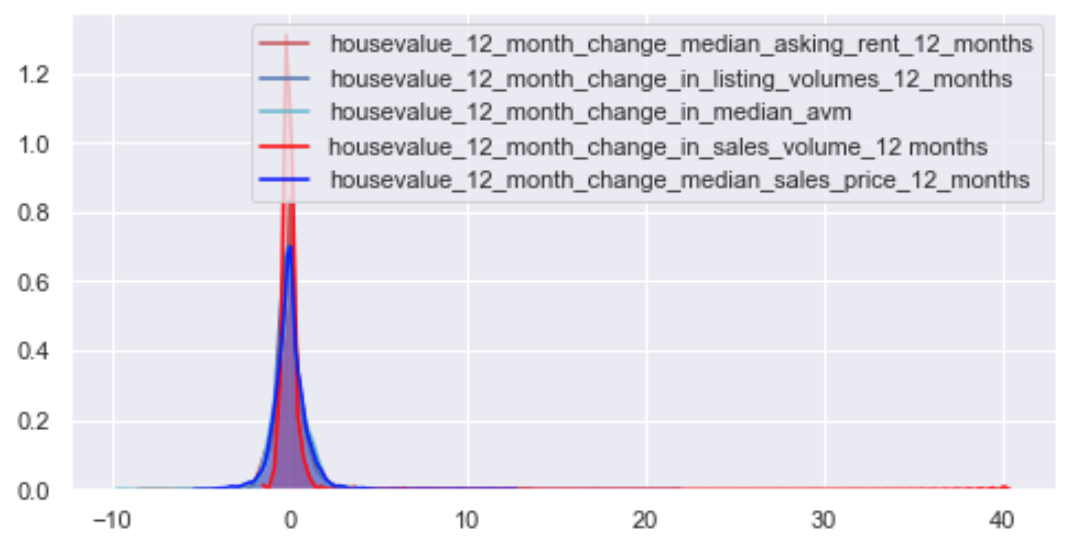 housevalue_12_month_change_median_asking_rent_12_months
housevalue_12_month_change_in_listing_volumes_12_months
housevalue_12_month_change_in_median_avm
housevalue_12_month_change_in_sales_volume_12 months
housevalue_12_month_change_median_sales_price_12_months
1.2
1.0
0.8
0.6
0.4
0.2
0.0
−10 0 10 20 30 40